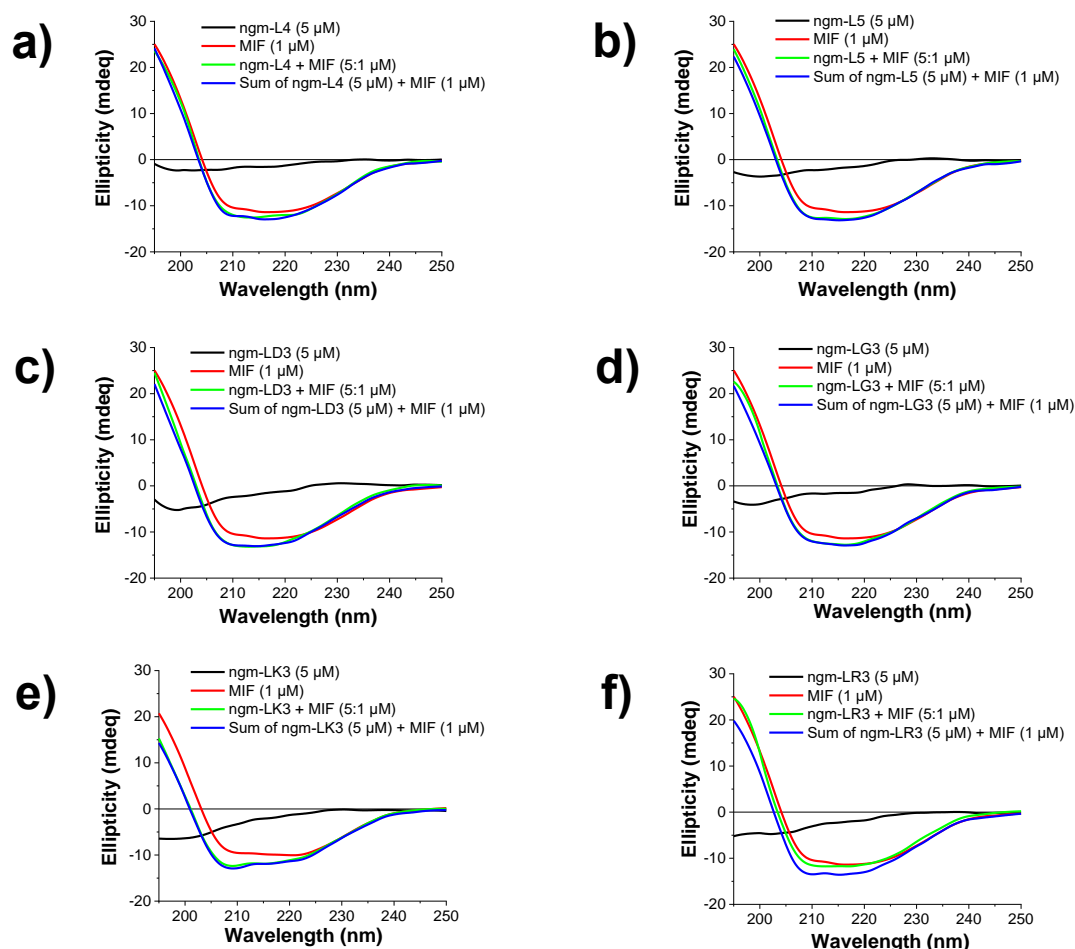 a)
ngm-L4 (5 µM)
MIF (1 µM)
ngm-L4 + MIF (5:1 µM)
Sum of ngm-L4 (5 µM) + MIF (1 µM)
30
20
10
0
-10
-20
Ellipticity (mdeq)
200 210 220 230 240 250
Wavelength (nm)
b)
ngm-L5 (5 µM)
MIF (1 µM)
ngm-L5 + MIF (5:1 µM)
Sum of ngm-L5 (5 µM) + MIF (1 µM)
30
20
10
0
-10
-20
Ellipticity (mdeq)
200 210 220 230 240 250
Wavelength (nm)
c)
ngm-LD3 (5 µM)
MIF (1 µM)
ngm-LD3 + MIF (5:1 µM)
Sum of ngm-LD3 (5 µM) + MIF (1 µM)
30
20
10
0
-10
-20
Ellipticity (mdeq)
200 210 220 230 240 250
Wavelength (nm)
d)
ngm-LG3 (5 µM)
MIF (1 µM)
ngm-LG3 + MIF (5:1 µM)
Sum of ngm-LG3 (5 µM) + MIF (1 µM)
30
20
10
0
-10
-20
Ellipticity (mdeq)
200 210 220 230 240 250
Wavelength (nm)
e)
ngm-LK3 (5 µM)
MIF (1 µM)
ngm-LK3 + MIF (5:1 µM)
Sum of ngm-LK3 (5 µM) + MIF (1 µM)
30
20
10
0
-10
-20
Ellipticity (mdeq)
200 210 220 230 240 250
Wavelength (nm)
f)
ngm-LR3 (5 µM)
MIF (1 µM)
ngm-LR3 + MIF (5:1 µM)
Sum of ngm-LR3 (5 µM) + MIF (1 µM)
30
20
10
0
-10
-20
Ellipticity (mdeq)
200 210 220 230 240 250
Wavelength (nm)